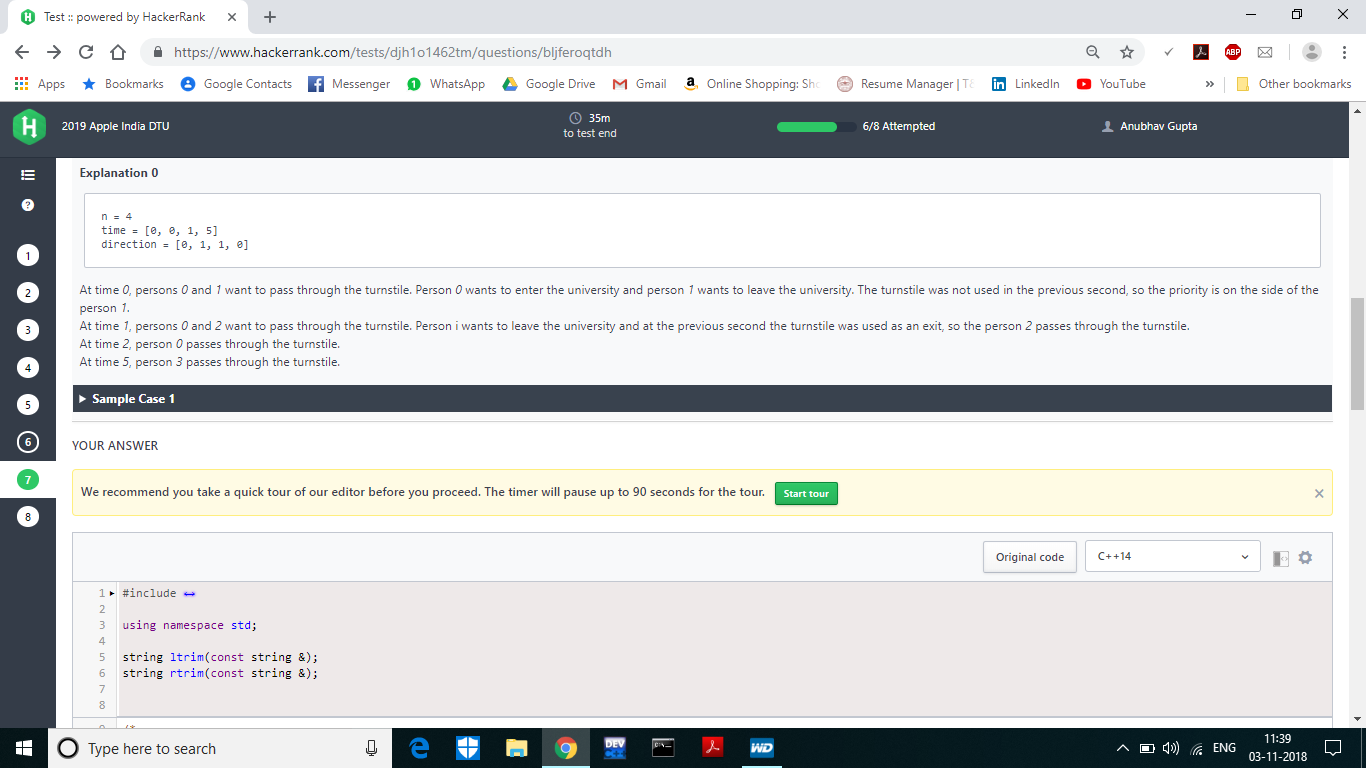 Test :: powered by HackerRank
https://www.hackerrank.com/tests/djh1o1462tm/questions/bljferoqtdh
ABP
Apps Bookmarks Google Contacts Messenger 1 WhatsApp Google Drive Gmail Online Shopping: Sho Resume Manager | T& LinkedIn YouTube » Other bookmarks
2019 Apple India DTU
35m
to test end
6/8 Attempted
Anubhav Gupta
Explanation 0
n = 4
time = [0, 0, 1, 5]
direction = [0, 1, 1, 0]
At time 0, persons 0 and 1 want to pass through the turnstile. Person 0 wants to enter the university and person 1 wants to leave the university. The turnstile was not used in the previous second, so the priority is on the side of the
person 1.
At time 1, persons 0 and 2 want to pass through the turnstile. Person i wants to leave the university and at the previous second the turnstile was used as an exit, so the person 2 passes through the turnstile.
At time 2, person 0 passes through the turnstile.
At time 5, person 3 passes through the turnstile.
Sample Case 1
YOUR ANSWER
We recommend you take a quick tour of our editor before you proceed. The timer will pause up to 90 seconds for the tour. Start tour
Original code
C++14
1 #include
2
3 using namespace std;
4
5 string ltrim(const string &);
6 string rtrim(const string &);
7
8
?
1
2
3
4
5
6
7
8
Type here to search
DEV
WD
ENG
11:39
03-11-2018